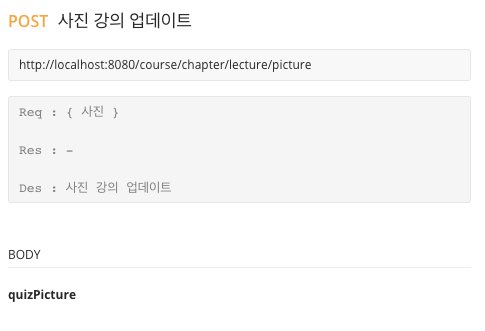 POST 사진 강의 업데이트
http://localhost:8080/course/chapter/lecture/picture
Req : { 사진 }
Res : -
Des : 사진 강의 업데이트
BODY
quizPicture